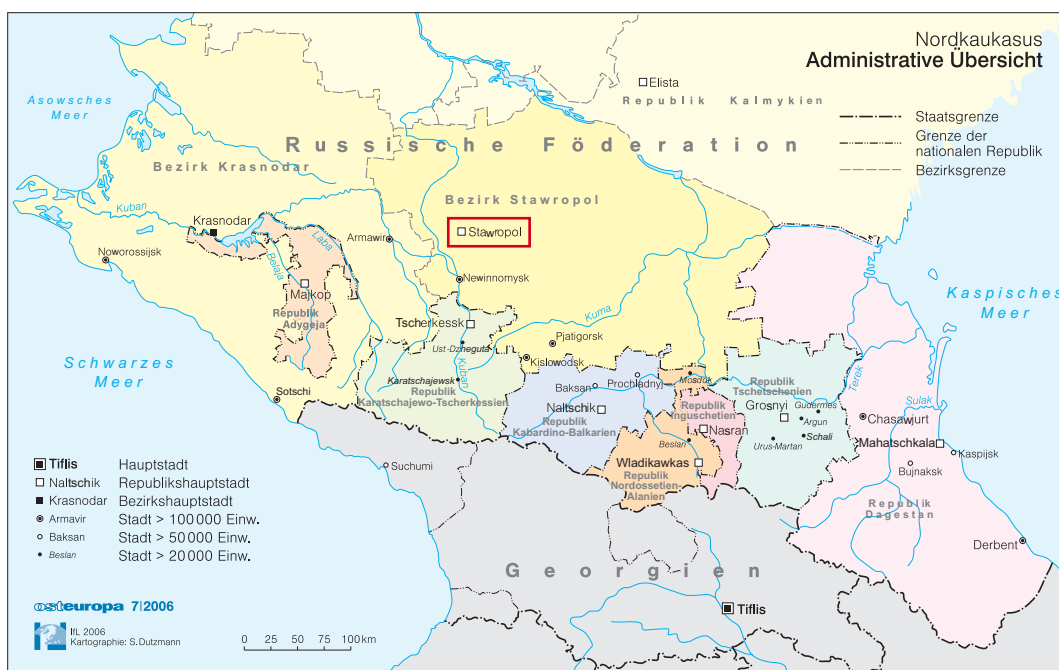 Nordkaukasus
Administrative Übersicht
Staatsgrenze
Grenze der
nationalen Republik
Bezirksgrenze
Asowsches
Meer
Elista
Republik Kalmykien
Russische Föderation
Bezirk Krasnodar
Bezirk Stawropol
Kuban
Krasnodar
Stawropol
Armawir
Laba
Belaja
Noworossijsk
Newinnomysk
Majkop
Republik
Adygeja
Kaspisches
Meer
Tscherkessk
Kuma
Pjatigorsk
Ust-Dzheguta
Kislowodsk
Schwarzes
Meer
Kuban
Karatschajewsk
Republik
Karatschajewo-Tscherkessien
Baksan
Prochladnyj
Mosdok
Republik
Tschetschenien
Terek
Sotschi
Naltschik
Republik
Kabardino-Balkarien
Republik
Inguschetien
Nasran
Grosnyj
Gudermes
Argun
Schali
Urus-Martan
Sulak
Chasawjurt
Mahatschkala
Kaspijsk
Bujnaksk
Beslan
Wladikawkas
Republik
Nordossetien-
Alanien
Suchumi
Republik
Dagestan
Derbent
Georgien
Tiflis
Tiflis Hauptstadt
Naltschik Republikshauptstadt
Krasnodar Bezirkshauptstadt
Armavir Stadt > 100 000 Einw.
Baksan Stadt > 50 000 Einw.
Beslan Stadt > 20 000 Einw.
osteuropa 7|2006
IfL 2006
Kartographie: S. Dutzmann
0 25 50 75 100 km